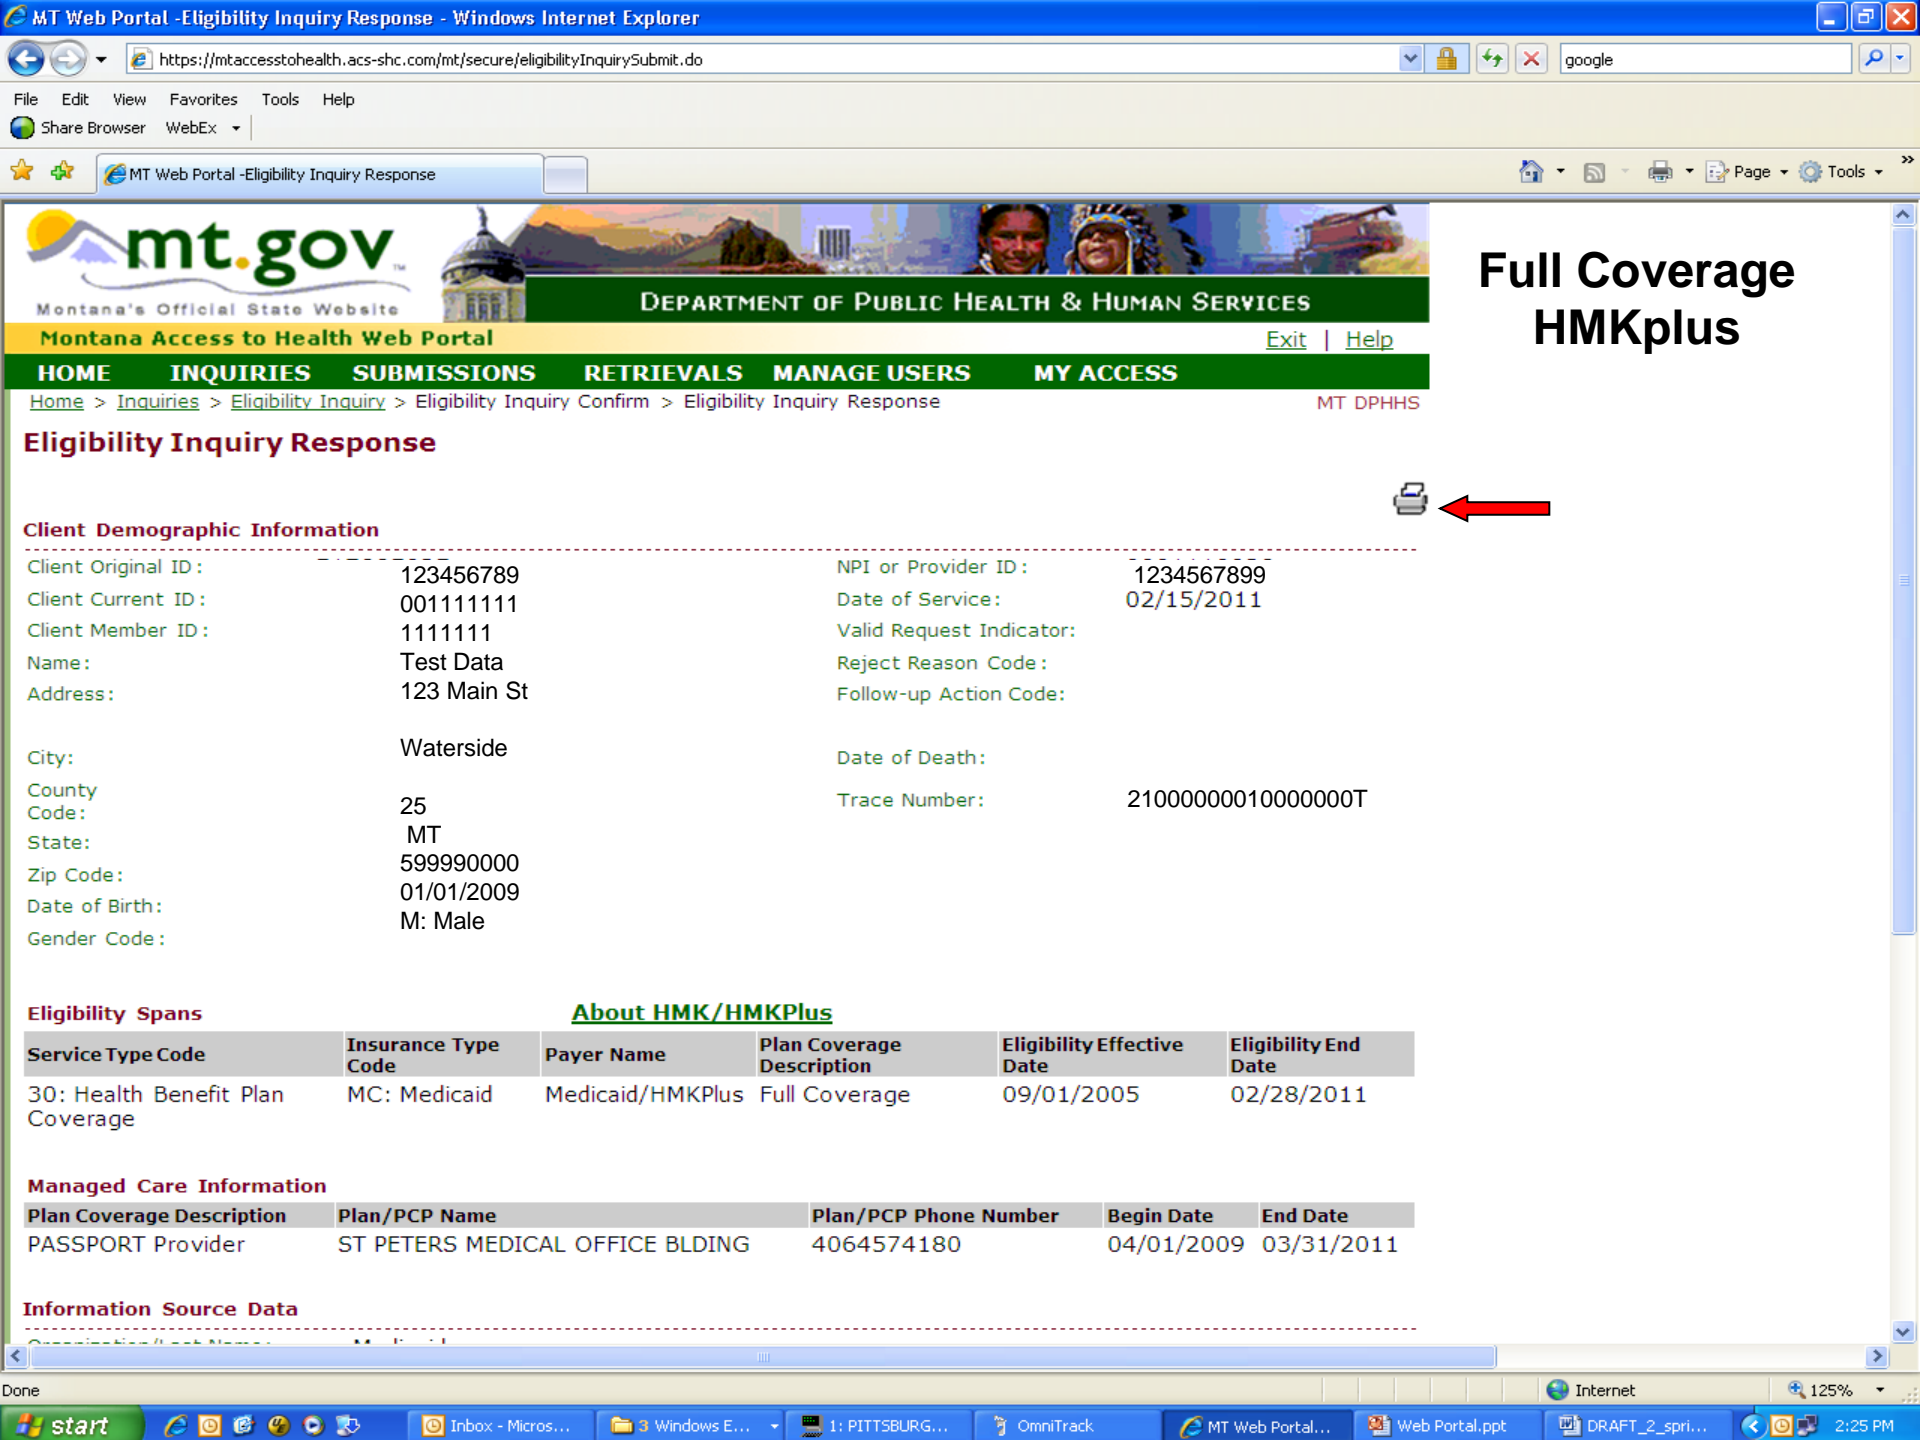 MT Web Portal -Eligibility Inquiry Response - Windows Internet Explorer
https://mtaccesstohealth.acs-shc.com/mt/secure/eligibilityInquirySubmit.do
google
File Edit View Favorites Tools Help
Share Browser WebEx
MT Web Portal -Eligibility Inquiry Response
Page Tools
mt.gov
Montana's Official State Website
DEPARTMENT OF PUBLIC HEALTH & HUMAN SERVICES
Full Coverage
HMKplus
Montana Access to Health Web Portal
Exit | Help
HOME INQUIRIES SUBMISSIONS RETRIEVALS MANAGE USERS MY ACCESS
Home > Inquiries > Eligibility Inquiry > Eligibility Inquiry Confirm > Eligibility Inquiry Response
MT DPHHS
Eligibility Inquiry Response
Client Demographic Information
Client Original ID: 123456789 NPI or Provider ID: 1234567899
Client Current ID: 001111111 Date of Service: 02/15/2011
Client Member ID: 1111111 Valid Request Indicator:
Name: Test Data Reject Reason Code:
Address: 123 Main St Follow-up Action Code:
City: Waterside Date of Death:
County
Code: 25 Trace Number: 21000000010000000T
State: MT
Zip Code: 599990000
Date of Birth: 01/01/2009
Gender Code: M: Male
Eligibility Spans About HMK/HMKPlus
Service Type Code Insurance Type Code Payer Name Plan Coverage Description Eligibility Effective Date Eligibility End Date
30: Health Benefit Plan Coverage MC: Medicaid Medicaid/HMKPlus Full Coverage 09/01/2005 02/28/2011
Managed Care Information
Plan Coverage Description Plan/PCP Name Plan/PCP Phone Number Begin Date End Date
PASSPORT Provider ST PETERS MEDICAL OFFICE BLDING 4064574180 04/01/2009 03/31/2011
Information Source Data
Done
Internet
125%
start
Inbox - Micros...
3 Windows E...
1: PITTSBURG...
OmniTrack
MT Web Portal...
Web Portal.ppt
DRAFT_2_spri...
2:25 PM